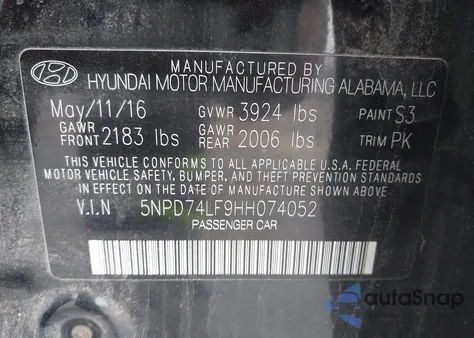 MANUFACTURED BY
HYUNDAI MOTOR MANUFACTURING ALABAMA, LLC
May/11/16 GVWR 3924 lbs PAINT S3
GAWR FRONT 2183 lbs GAWR REAR 2006 lbs TRIM PK
THIS VEHICLE CONFORMS TO ALL APPLICABLE U.S.A. FEDERAL
MOTOR VEHICLE SAFETY, BUMPER, AND THEFT STANDARDS
IN EFFECT ON THE DATE OF MANUFACTURE SHOWN ABOVE.
V.I.N 5NPD74LF9HH074052
PASSENGER CAR
autoSnap